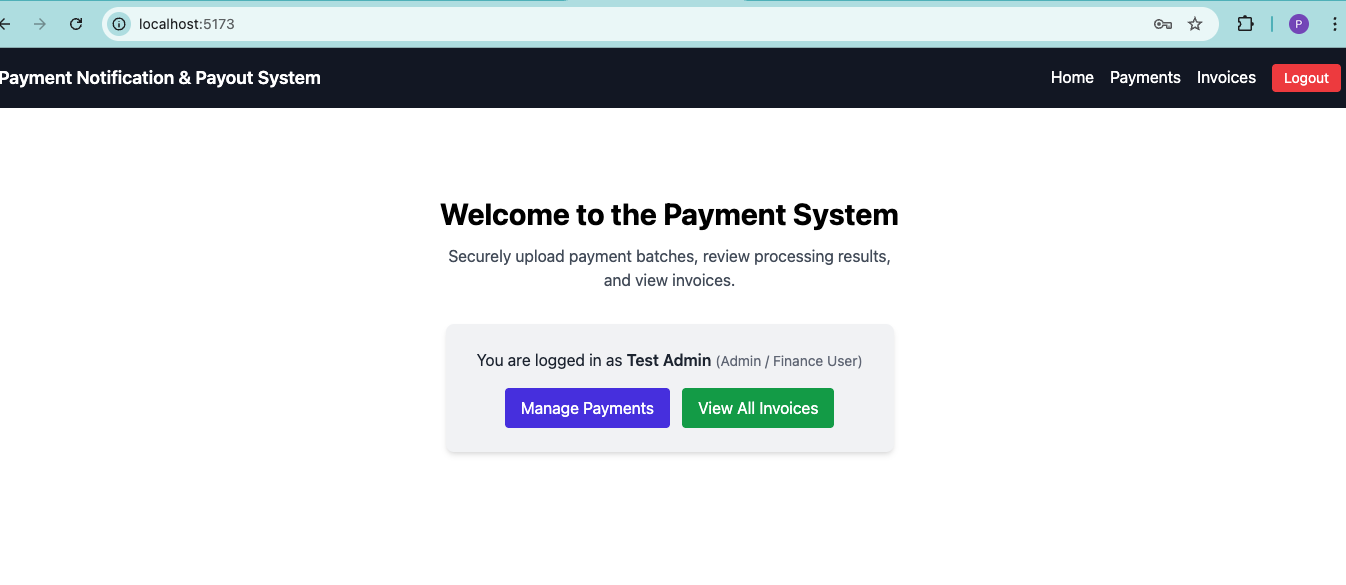 localhost:5173
P
Payment Notification & Payout System
Home Payments Invoices Logout
Welcome to the Payment System
Securely upload payment batches, review processing results,
and view invoices.
You are logged in as Test Admin (Admin / Finance User)
Manage Payments View All Invoices